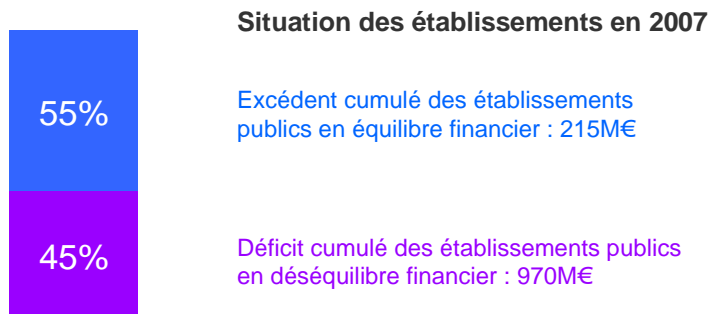 Situation des établissements en 2007
55%
Excédent cumulé des établissements
publics en équilibre financier : 215M€
45%
Déficit cumulé des établissements publics
en déséquilibre financier : 970M€